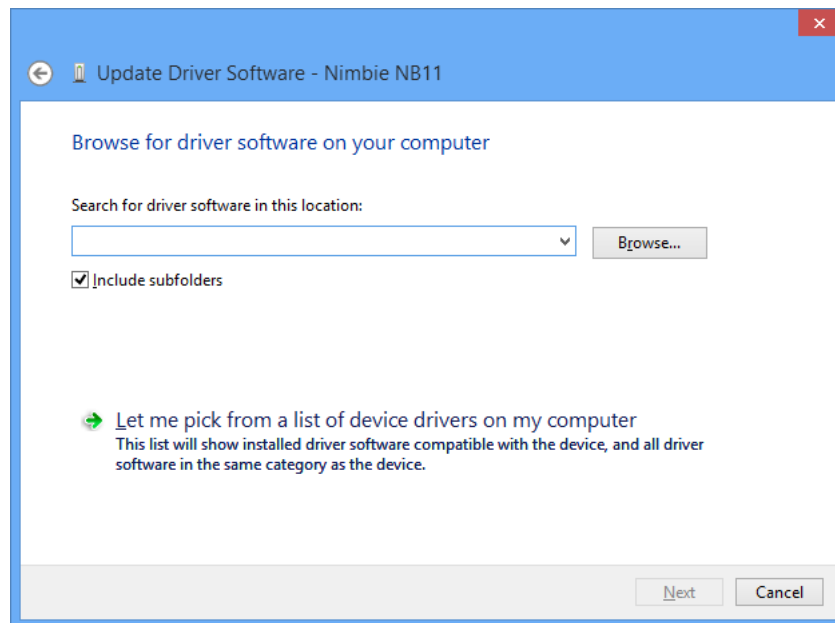 Update Driver Software - Nimbie NB11
Browse for driver software on your computer
Search for driver software in this location:
Browse...
Include subfolders
Let me pick from a list of device drivers on my computer
This list will show installed driver software compatible with the device, and all driver
software in the same category as the device.
Next
Cancel